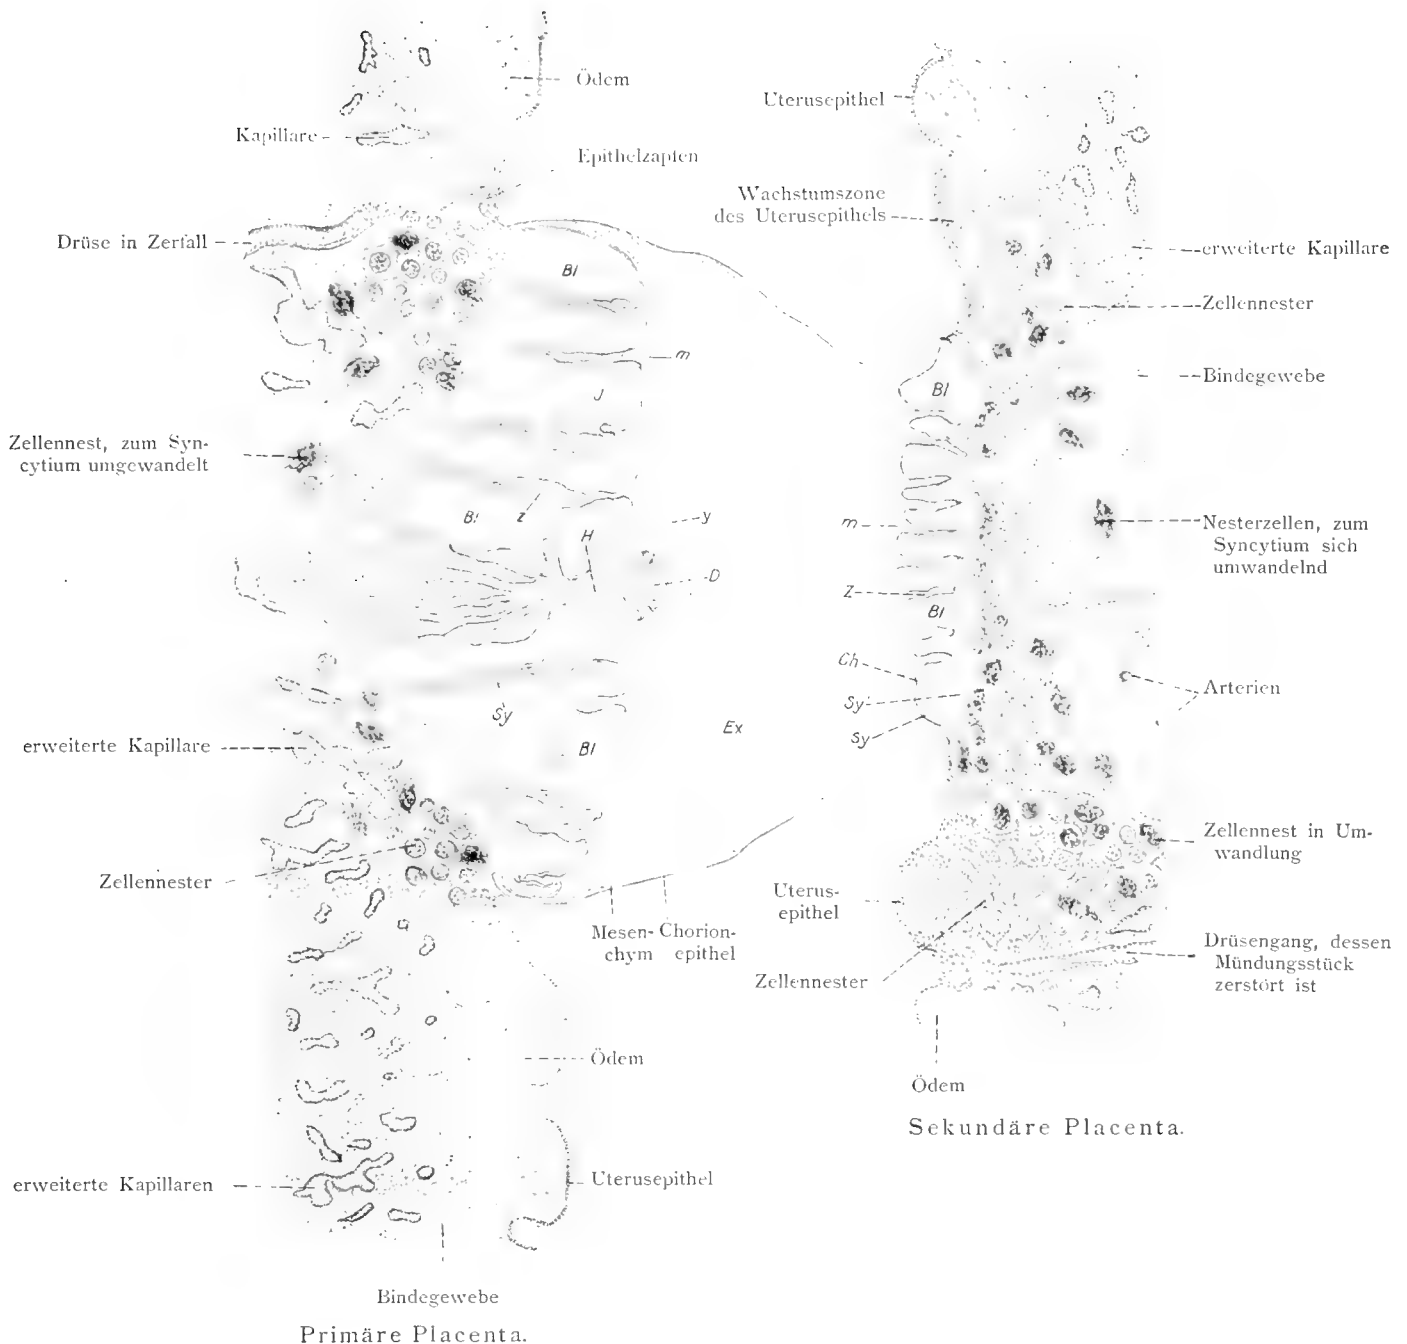 Ödem
Kapillare
Epithelzapfen
Drüse in Zerfall
Bl
m
J
C
Zellennest, zum Syn-
cytium umgewandelt
Bl
z
y
H
D
Sy
erweiterte Kapillare
Bl
Ex
Zellennester
Mesen-
chym
Chorion-
epithel
Ödem
erweiterte Kapillaren
Uterusepithel
Bindegewebe
Primäre Placenta.
Uterusepithel
Wachstumszone
des Uterusepithels
erweiterte Kapillare
Zellennester
Bindegewebe
Bl
m
Nesterzellen, zum
Syncytium sich
umwandelnd
z
Bl
Ch
Sy'
Arterien
Sy
Zellennest in Um-
wandlung
Uterus-
epithel
Drüsengang, dessen
Mündungsstück
zerstört ist
Zellennester
Ödem
Sekundäre Placenta.